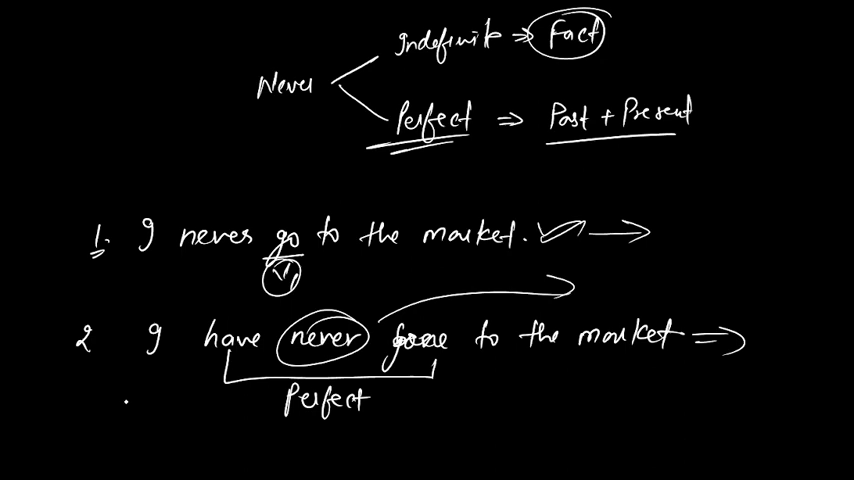 Indefinite ⇒ Fact
Never
Perfect ⇒ Past + Present
1. I never go to the market.
V₁
2 I have never gone to the market ⇒
Perfect